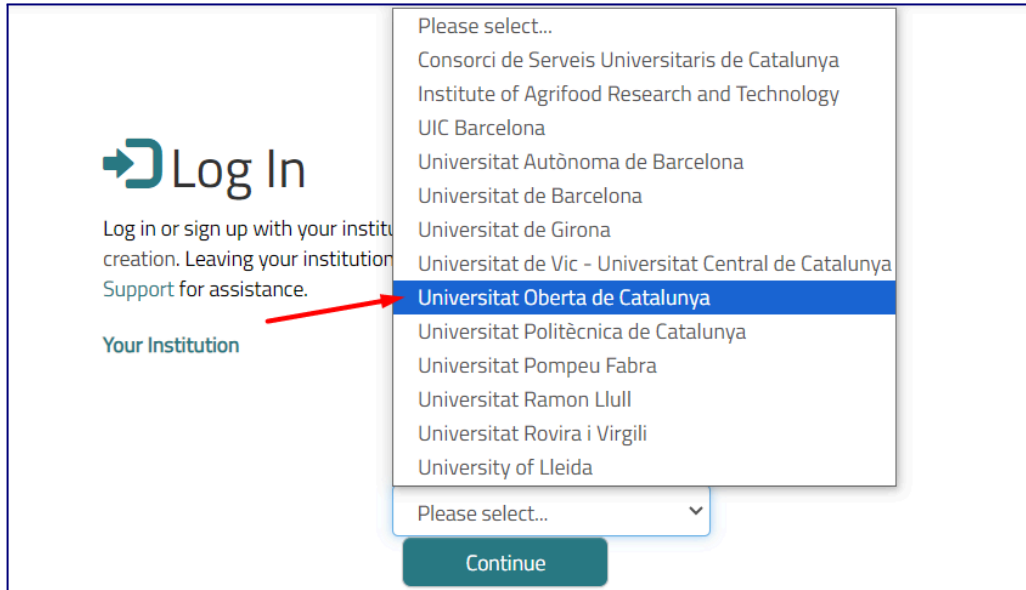 Please select...
Consorci de Serveis Universitaris de Catalunya
Institute of Agrifood Research and Technology
UIC Barcelona
Universitat Autònoma de Barcelona
Universitat de Barcelona
Universitat de Girona
Universitat de Vic - Universitat Central de Catalunya
Universitat Oberta de Catalunya
Universitat Politècnica de Catalunya
Universitat Pompeu Fabra
Universitat Ramon Llull
Universitat Rovira i Virgili
University of Lleida
Log In
Log in or sign up with your
creation. Leaving your institution
Support for assistance.
Your Institution
Please select...
Continue